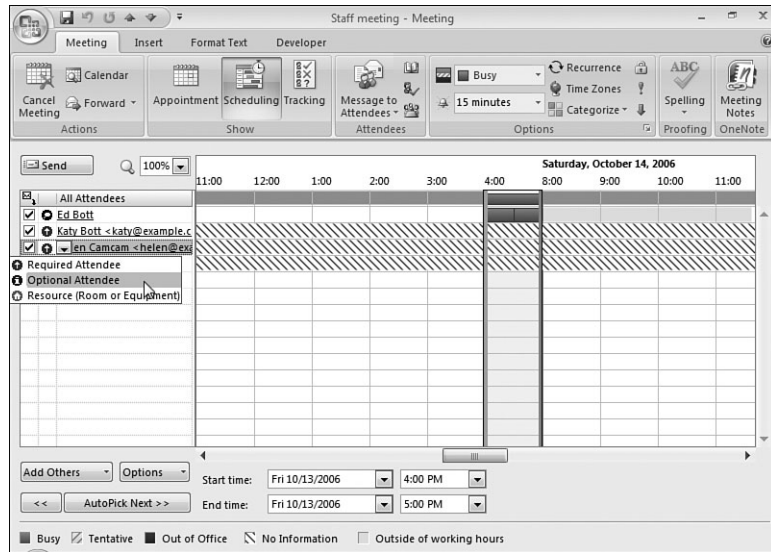 Staff meeting - Meeting
Meeting Insert Format Text Developer
Cancel Meeting
Calendar
Forward
Actions
Appointment
Scheduling
Tracking
Show
Message to Attendees
Attendees
Busy
15 minutes
Recurrence
Time Zones
Categorize
Options
ABC
Spelling
Proofing
Meeting Notes
OneNote
Send
100%
Saturday, October 14, 2006
11:00 12:00 1:00 2:00 3:00 4:00 8:00 9:00 10:00 11:00
All Attendees
Ed Bott
Katy Bott <katy@example.c
en Camcam <helen@exa
Required Attendee
Optional Attendee
Resource (Room or Equipment)
Add Others
Options
Start time: Fri 10/13/2006 4:00 PM
<< AutoPick Next >>
End time: Fri 10/13/2006 5:00 PM
Busy Tentative Out of Office No Information Outside of working hours